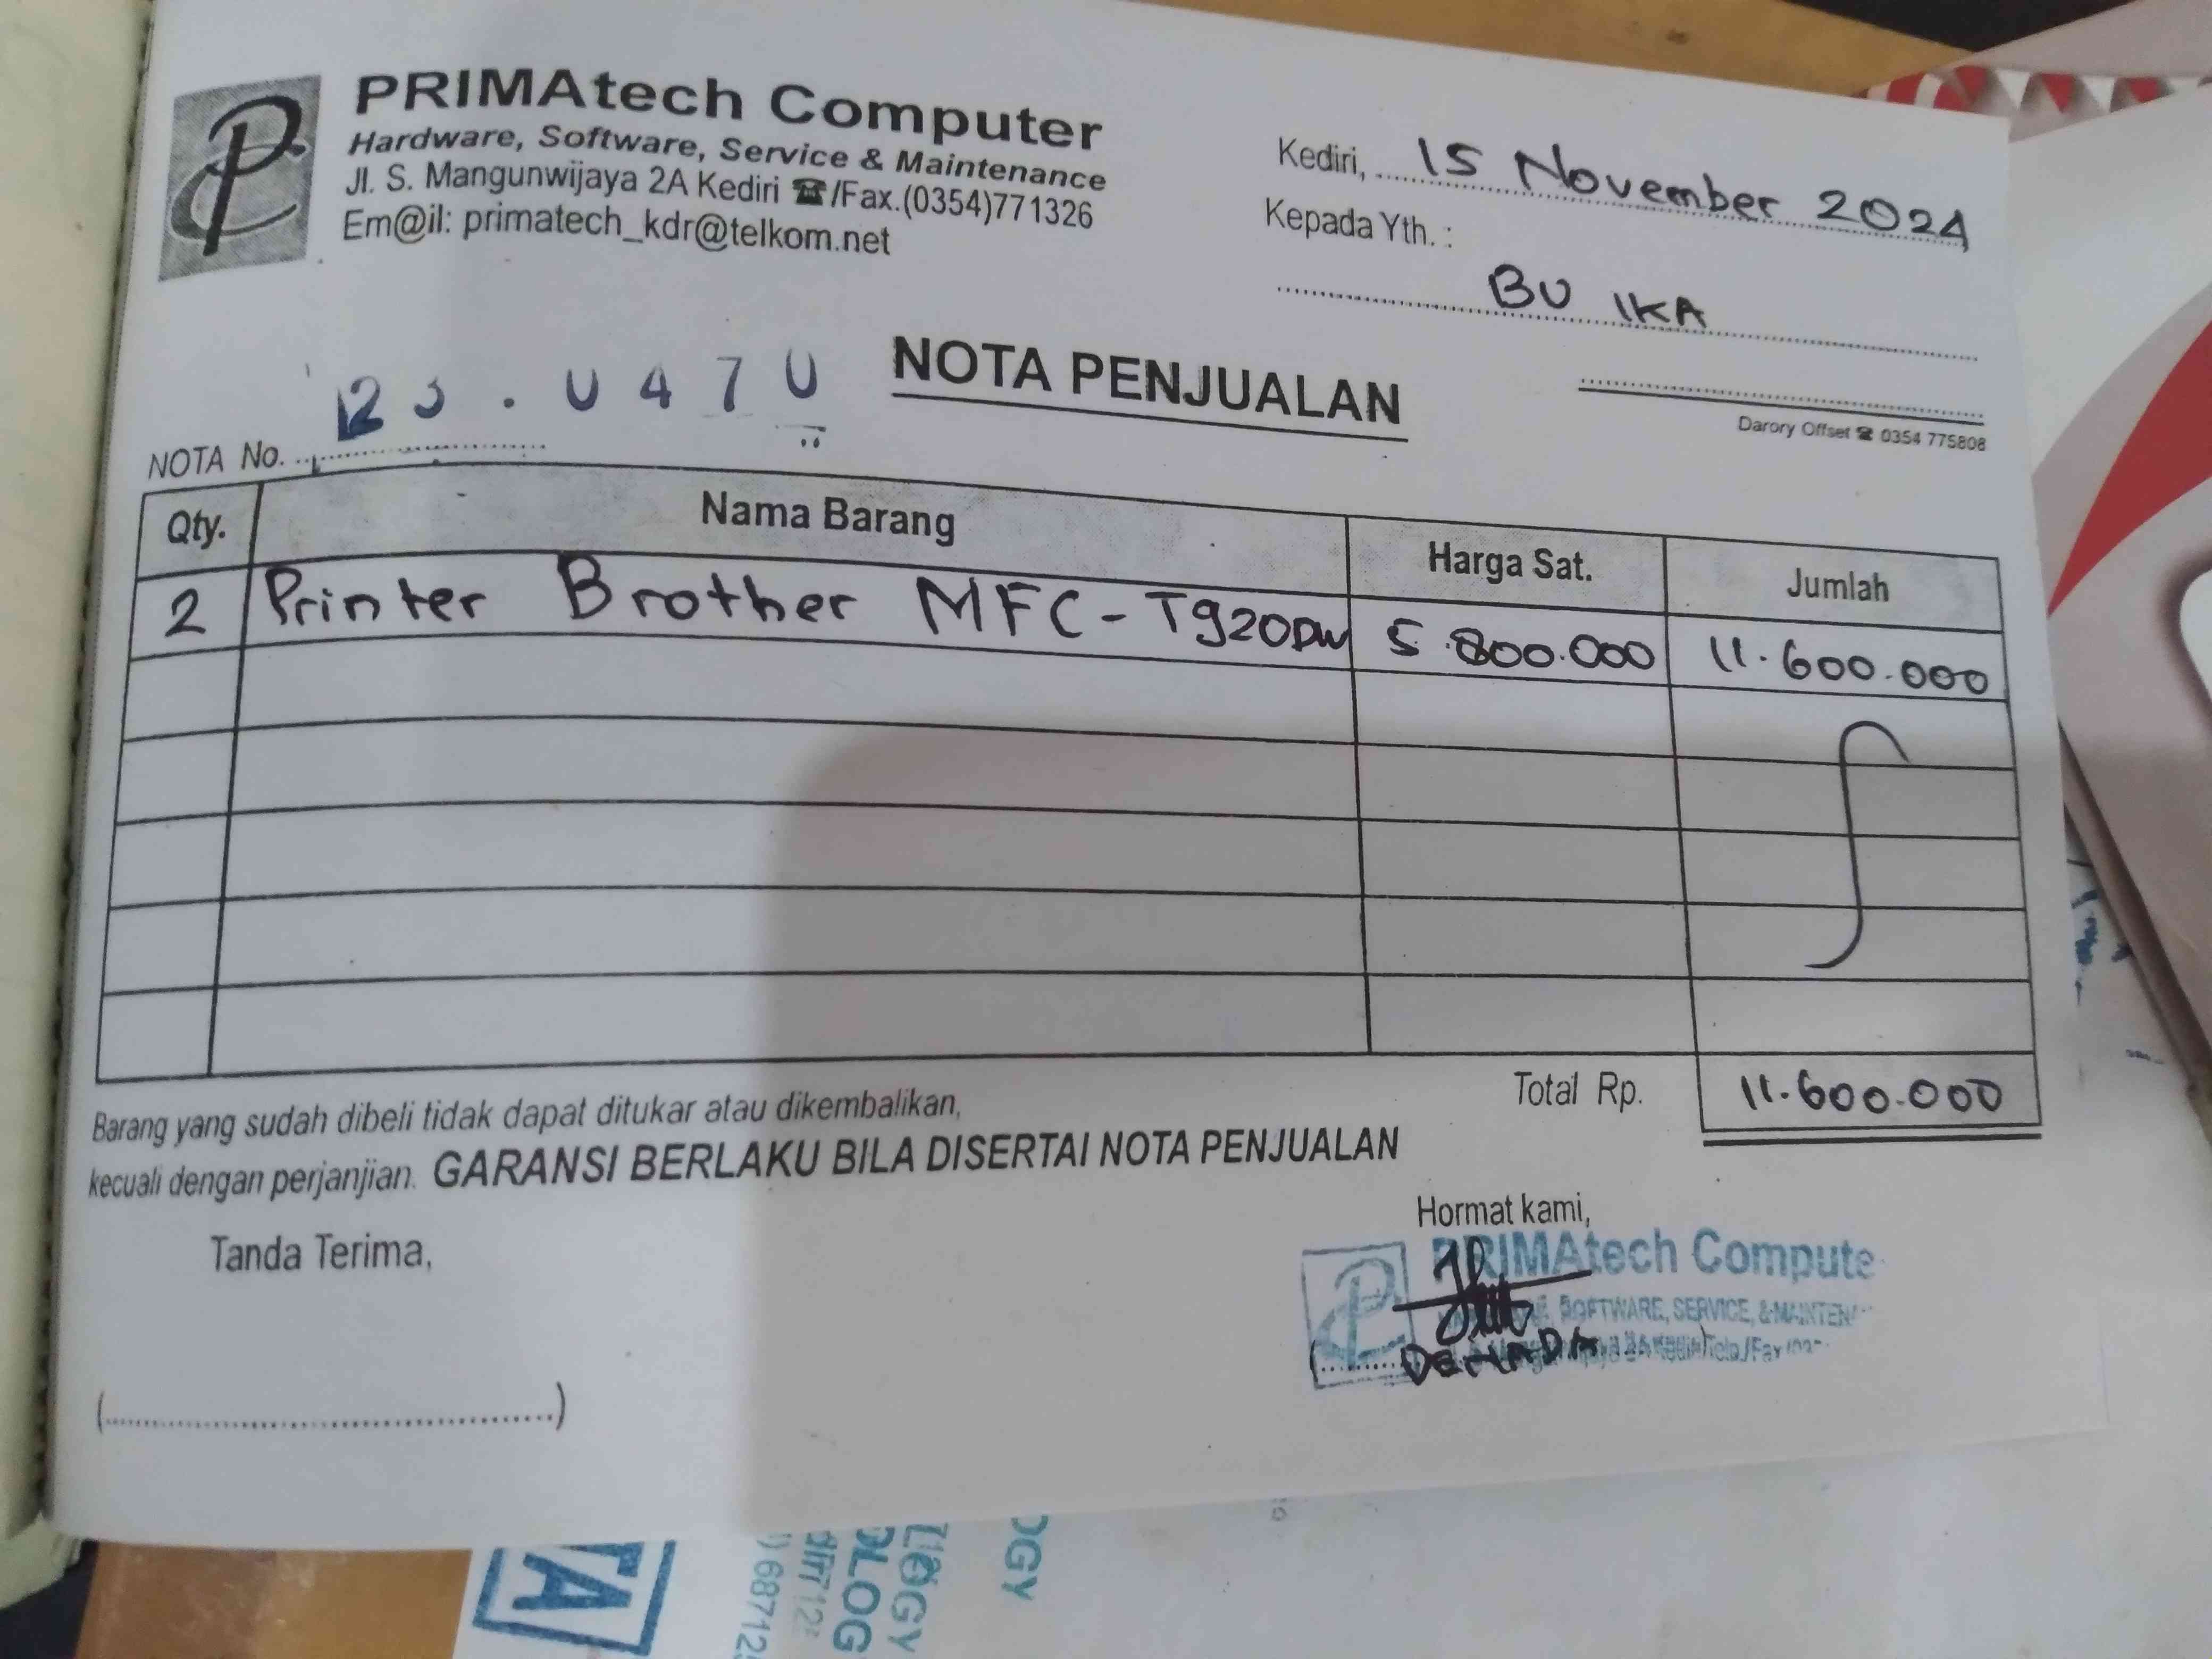 PRIMAtech Computer
Hardware, Software, Service & Maintenance
Jl. S. Mangunwijaya 2A Kediri ☎/Fax.(0354)771326
Em@il: primatech_kdr@telkom.net
Kediri, 15 November 2024
Kepada Yth. :
BU IKA
NOTA PENJUALAN
Darory Offset ☎ 0354 775808
NOTA No.
Qty. Nama Barang Harga Sat. Jumlah
2 Printer Brother MFC-T920DW 5.800.000 11.600.000
Total Rp. 11.600.000
Barang yang sudah dibeli tidak dapat ditukar atau dikembalikan,
kecuali dengan perjanjian. GARANSI BERLAKU BILA DISERTAI NOTA PENJUALAN
Tanda Terima,
Hormat kami,
PRIMAtech Compute
SOFTWARE, SERVICE, &
(..............................................)